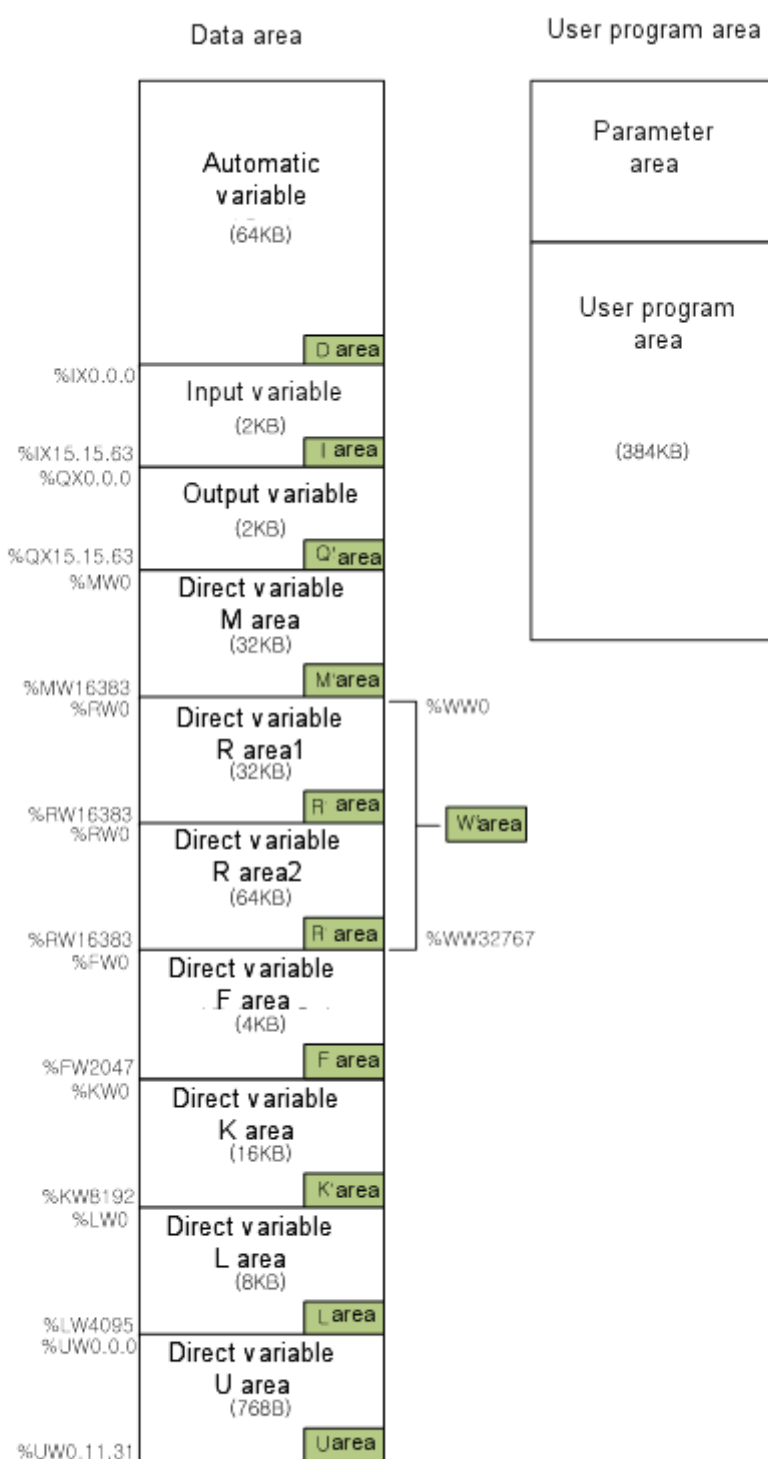 Data area
User program area
Automatic
variable
(64KB)
D area
Parameter
area
User program
area
(384KB)
%IX0.0.0
Input variable
(2KB)
I area
%IX15.15.63
%QX0.0.0
Output variable
(2KB)
Q'area
%QX15.15.63
%MW0
Direct variable
M area
(32KB)
M'area
%MW16383
%RW0
Direct variable
R area1
(32KB)
R' area
%RW16383
%RW0
Direct variable
R area2
(64KB)
R' area
%RW16383
%WW0
W'area
%WW32767
%FW0
Direct variable
F area
(4KB)
F area
%FW2047
%KW0
Direct variable
K area
(16KB)
K'area
%KW8192
%LW0
Direct variable
L area
(8KB)
L area
%LW4095
%UW0.0.0
Direct variable
U area
(768B)
Uarea
%UW0.11.31